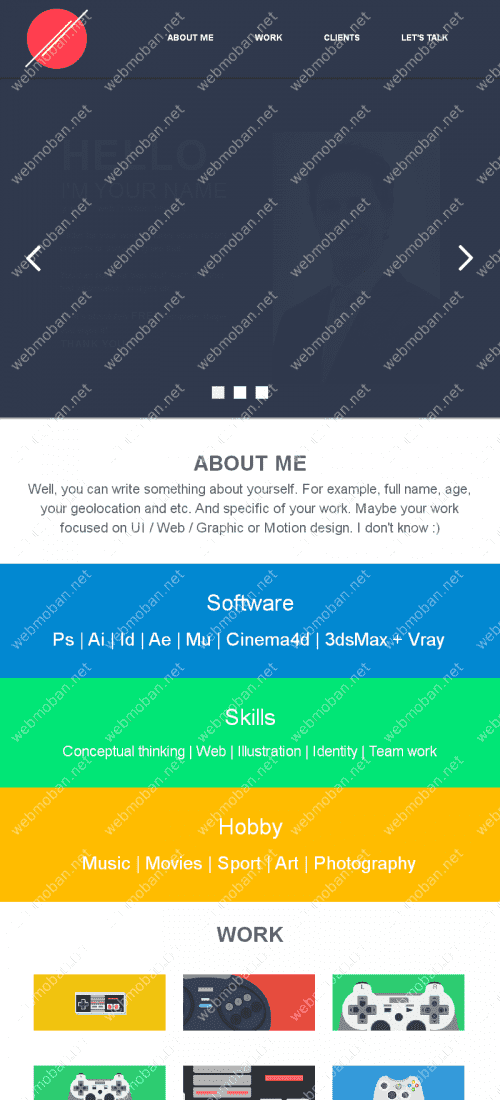 ABOUT ME
WORK
CLIENTS
LET'S TALK
HELLO
I'M YOUR NAME
ABOUT ME
Well, you can write something about yourself. For example, full name, age,
your geolocation and etc. And specific of your work. Maybe your work
focused on UI / Web / Graphic or Motion design. I don't know :)
Software
Ps | Ai | Id | Ae | Mu | Cinema4d | 3dsMax + Vray
Skills
Conceptual thinking | Web | Illustration | Identity | Team work
Hobby
Music | Movies | Sport | Art | Photography
WORK
L
R
webmoban.net